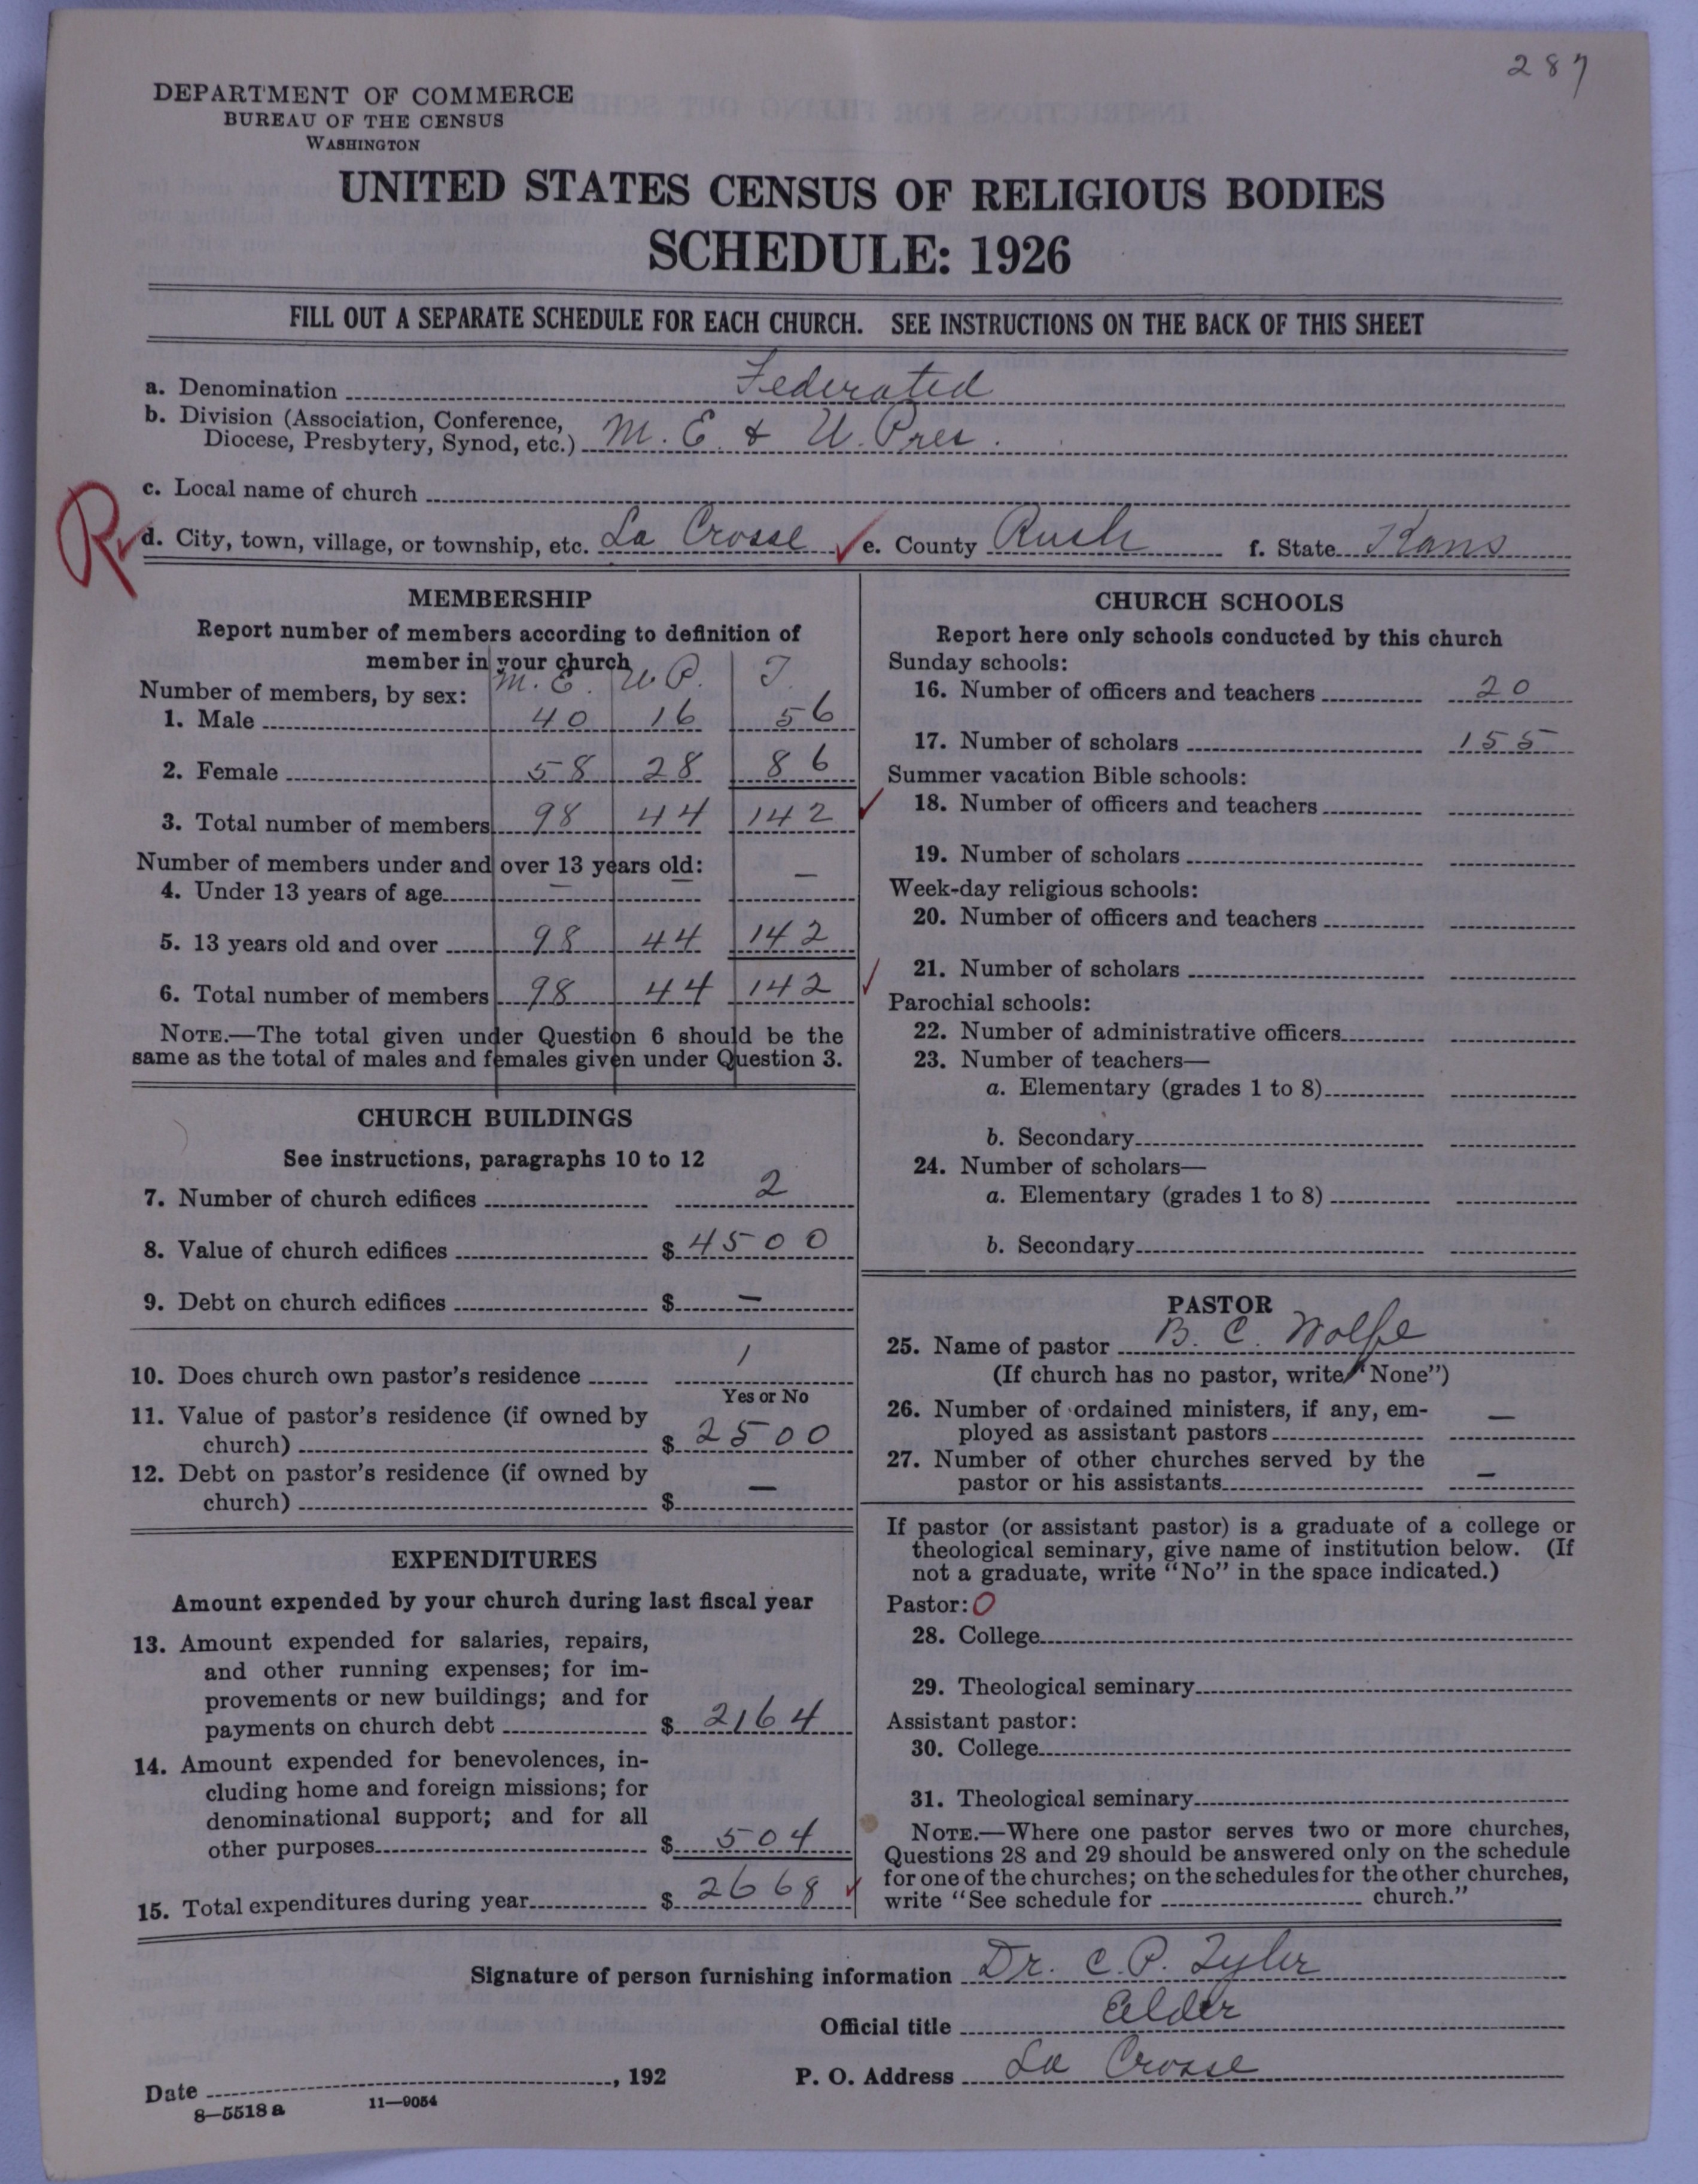 287
DEPARTMENT OF COMMERCE
BUREAU OF THE CENSUS
WASHINGTON
UNITED STATES CENSUS OF RELIGIOUS BODIES
SCHEDULE: 1926
FILL OUT A SEPARATE SCHEDULE FOR EACH CHURCH. SEE INSTRUCTIONS ON THE BACK OF THIS SHEET
a. Denomination Federated
b. Division (Association, Conference,
Diocese, Presbytery, Synod, etc.) M. E. & U. Pres.
c. Local name of church
R d. City, town, village, or township, etc. La Crosse e. County Rush f. State Kans
MEMBERSHIP
Report number of members according to definition of
member in your church
M. E. U P. T
Number of members, by sex:
1. Male 40 16 56
2. Female 58 28 86
3. Total number of members 98 44 142
Number of members under and over 13 years old:
4. Under 13 years of age — — —
5. 13 years old and over 98 44 142
6. Total number of members 98 44 142
NOTE.—The total given under Question 6 should be the
same as the total of males and females given under Question 3.
CHURCH BUILDINGS
See instructions, paragraphs 10 to 12
7. Number of church edifices 2
8. Value of church edifices $ 4500
9. Debt on church edifices $ —
10. Does church own pastor's residence 1
Yes or No
11. Value of pastor's residence (if owned by
church) $ 2500
12. Debt on pastor's residence (if owned by
church) $ —
EXPENDITURES
Amount expended by your church during last fiscal year
13. Amount expended for salaries, repairs,
and other running expenses; for im-
provements or new buildings; and for
payments on church debt $ 2164
14. Amount expended for benevolences, in-
cluding home and foreign missions; for
denominational support; and for all
other purposes $ 504
15. Total expenditures during year $ 2668
CHURCH SCHOOLS
Report here only schools conducted by this church
Sunday schools:
16. Number of officers and teachers 20
17. Number of scholars 155
Summer vacation Bible schools:
18. Number of officers and teachers
19. Number of scholars
Week-day religious schools:
20. Number of officers and teachers
21. Number of scholars
Parochial schools:
22. Number of administrative officers
23. Number of teachers—
a. Elementary (grades 1 to 8)
b. Secondary
24. Number of scholars—
a. Elementary (grades 1 to 8)
b. Secondary
PASTOR
25. Name of pastor B. C. Wolfe
(If church has no pastor, write "None")
26. Number of ordained ministers, if any, em-
ployed as assistant pastors —
27. Number of other churches served by the
pastor or his assistants —
If pastor (or assistant pastor) is a graduate of a college or
theological seminary, give name of institution below. (If
not a graduate, write "No" in the space indicated.)
Pastor: O
28. College
29. Theological seminary
Assistant pastor:
30. College
31. Theological seminary
NOTE.—Where one pastor serves two or more churches,
Questions 28 and 29 should be answered only on the schedule
for one of the churches; on the schedules for the other churches,
write "See schedule for church."
Signature of person furnishing information Dr. C. P. Tyler
Official title Elder
Date , 192 P. O. Address La Crosse
8—5518a 11—9054